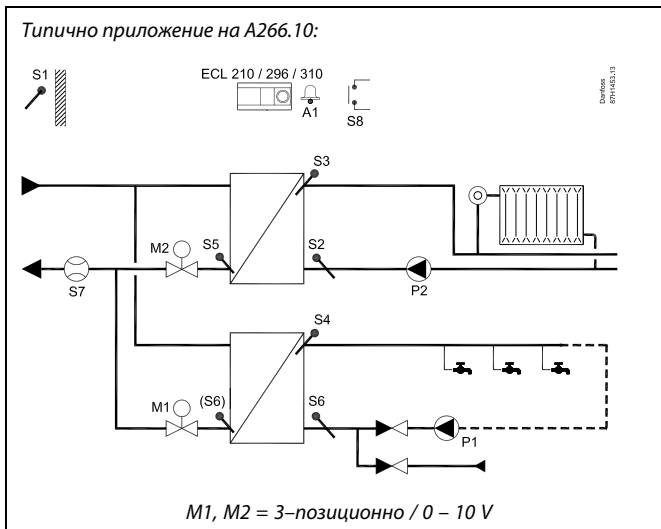 Типично приложение на A266.10:
S1
ECL 210 / 296 / 310
A1
S8
Danfoss
87H1453.13
S3
M2
S5
S2
S7
P2
S4
M1
(S6)
S6
P1
M1, M2 = 3–позиционно / 0 – 10 V